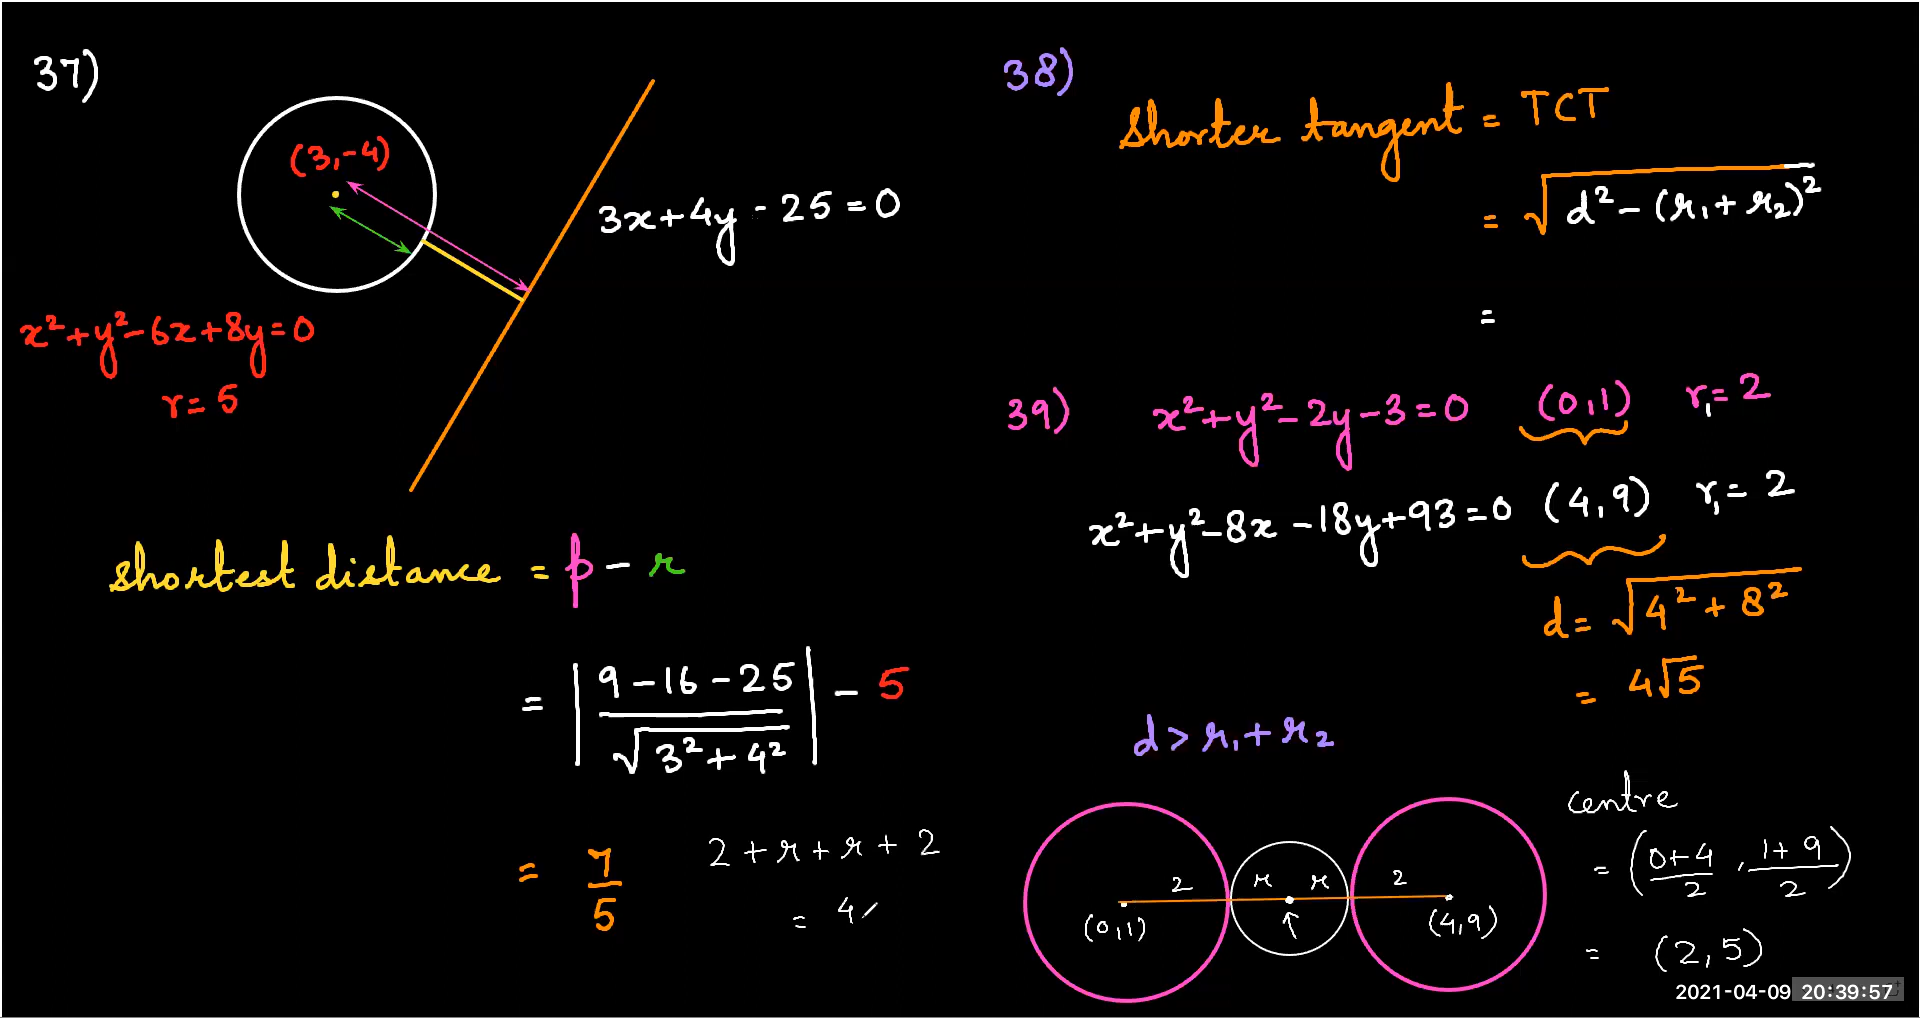 37)
(3,-4)
3x+4y-25=0
x²+y²-6x+8y=0
r=5
shortest distance = p - r
= |9-16-25/√3²+4²| - 5
= 7/5
2+r+r+2
= 4
38)
Shorter tangent = TCT
= √d²-(r₁+r₂)²
=
39) x²+y²-2y-3=0 (0,1) r₁=2
x²+y²-8x-18y+93=0 (4,9) r₁=2
d=√4²+8²
= 4√5
d>r₁+r₂
2 r r 2
(0,1) (4,9)
centre
= (0+4/2, 1+9/2)
= (2,5)
2021-04-09 20:39:57